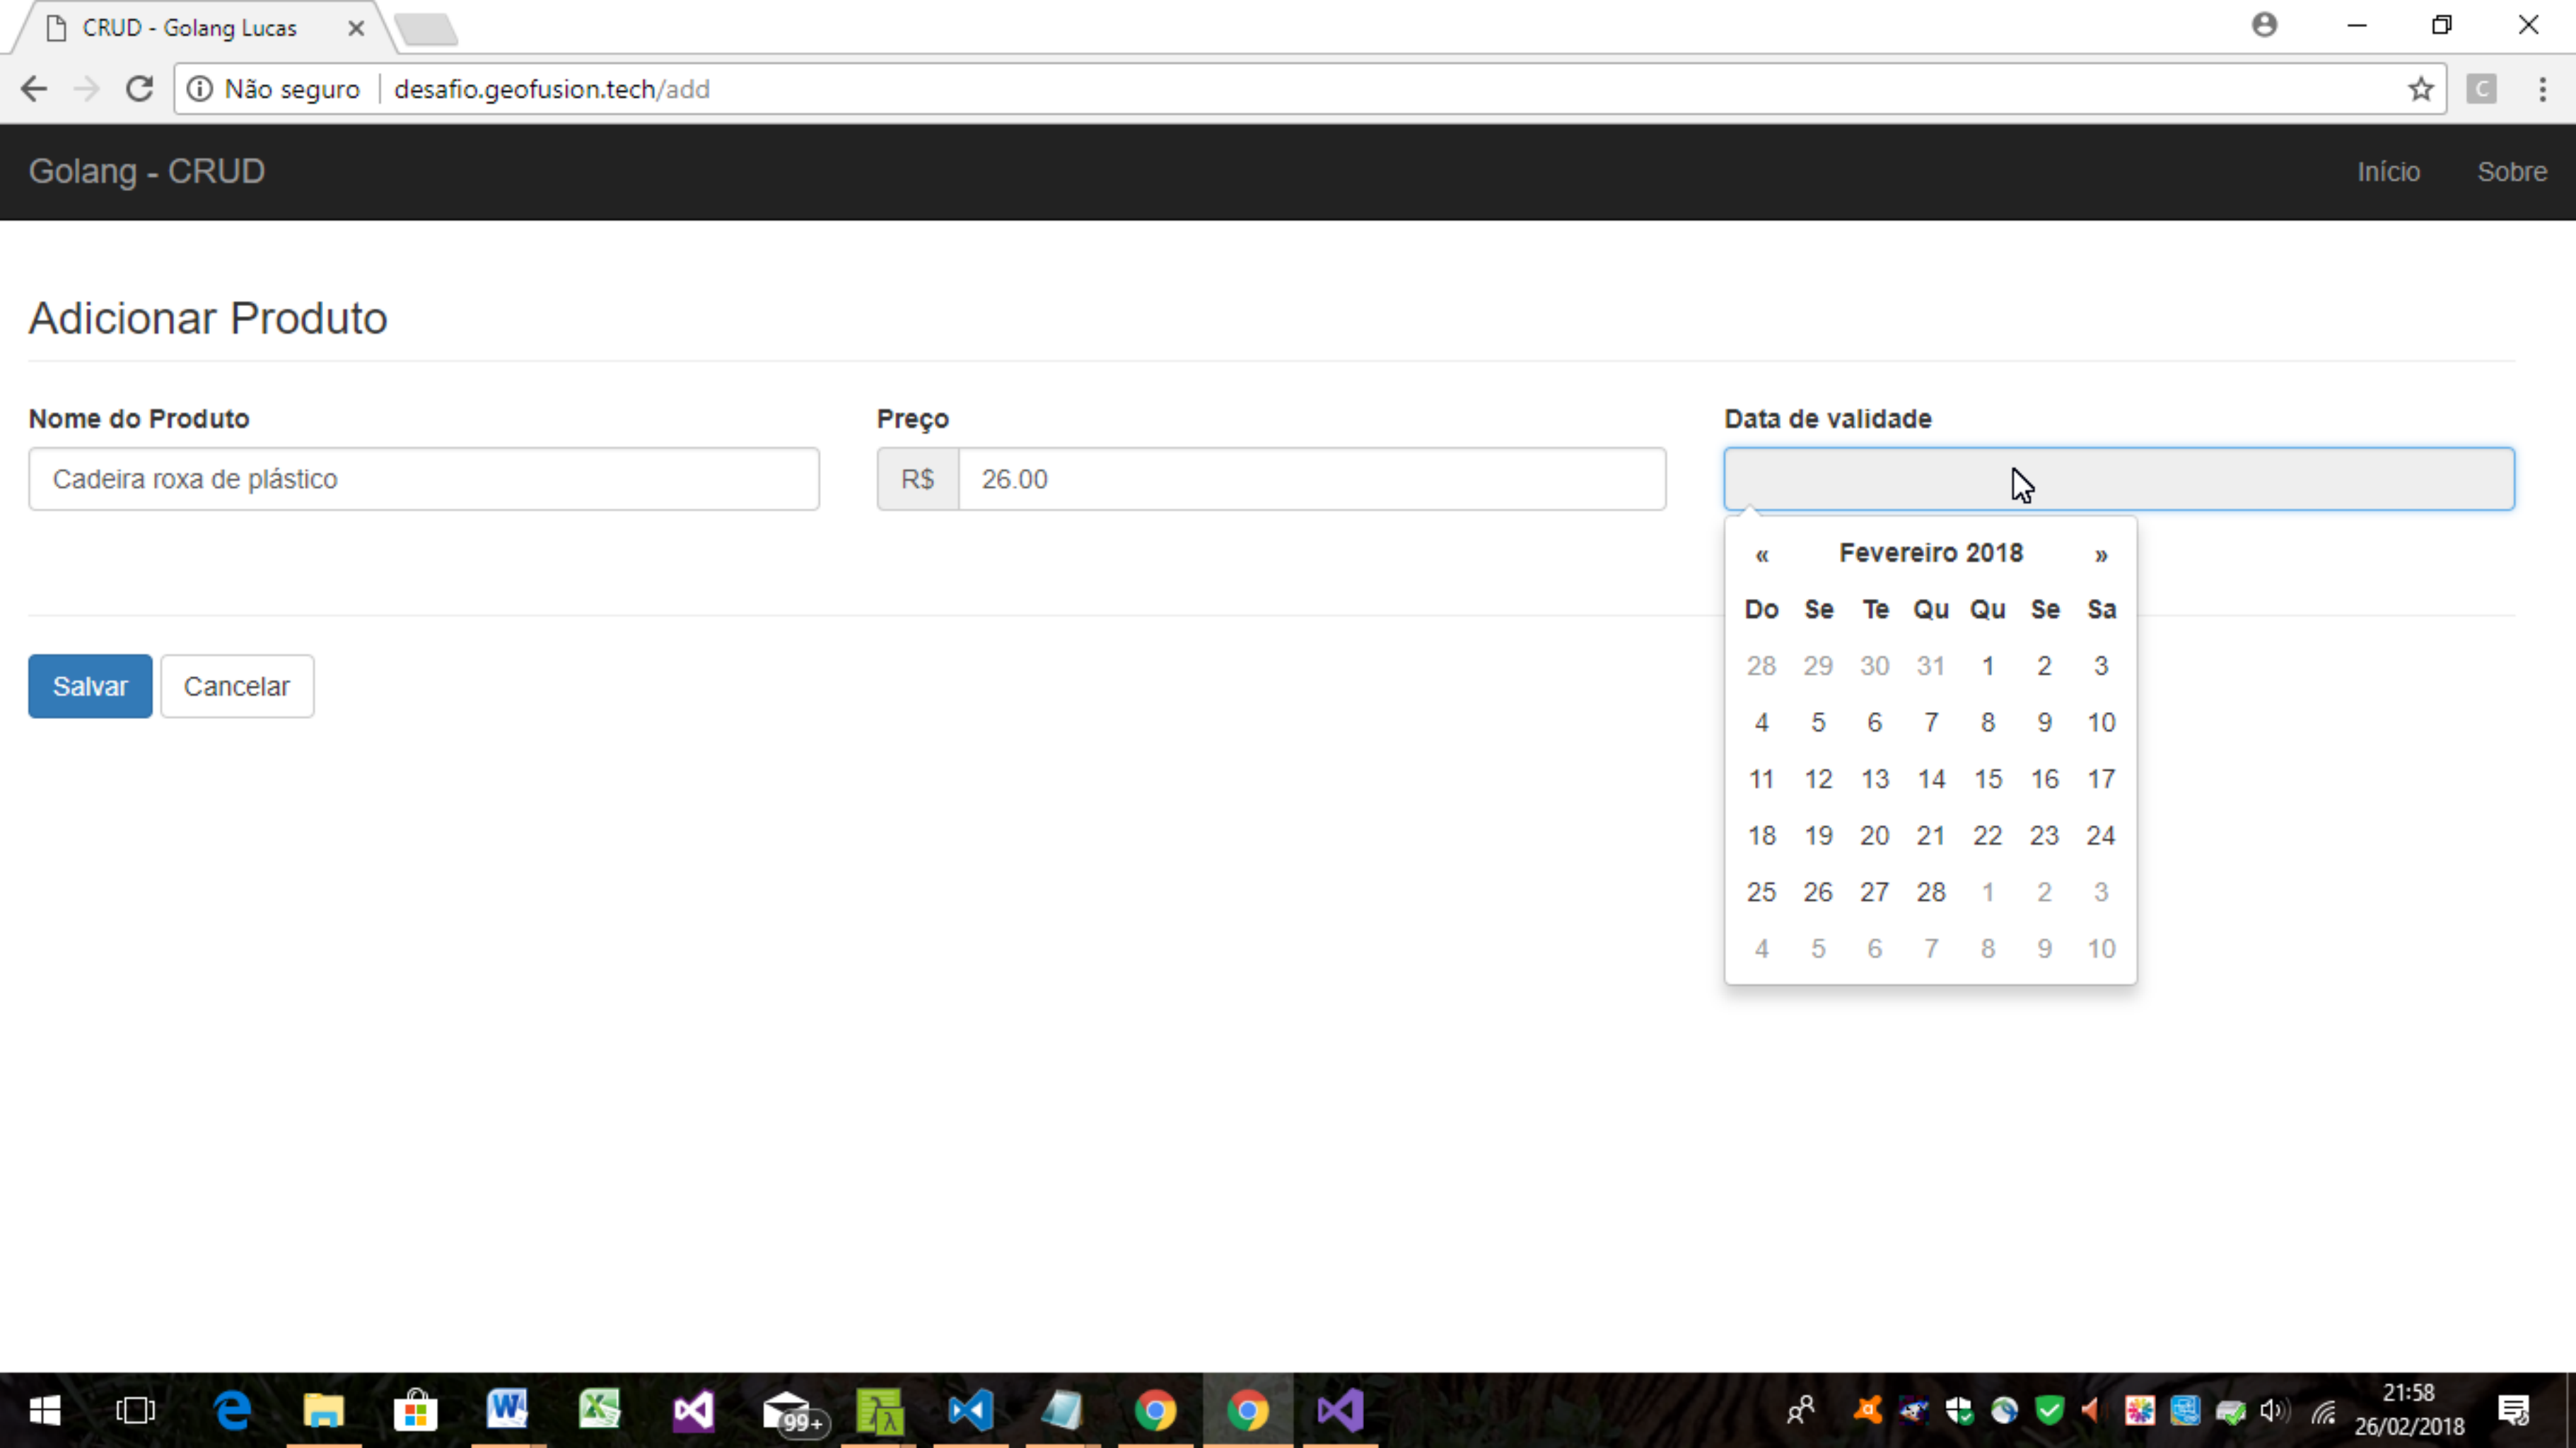 CRUD - Golang Lucas
Não seguro | desafio.geofusion.tech/add
C
Golang - CRUD Início Sobre
Adicionar Produto
Nome do Produto Preço Data de validade
Cadeira roxa de plástico R$ 26.00
« Fevereiro 2018 »
Do Se Te Qu Qu Se Sa
28 29 30 31 1 2 3
4 5 6 7 8 9 10
11 12 13 14 15 16 17
18 19 20 21 22 23 24
25 26 27 28 1 2 3
4 5 6 7 8 9 10
Salvar Cancelar
99+
21:58
26/02/2018